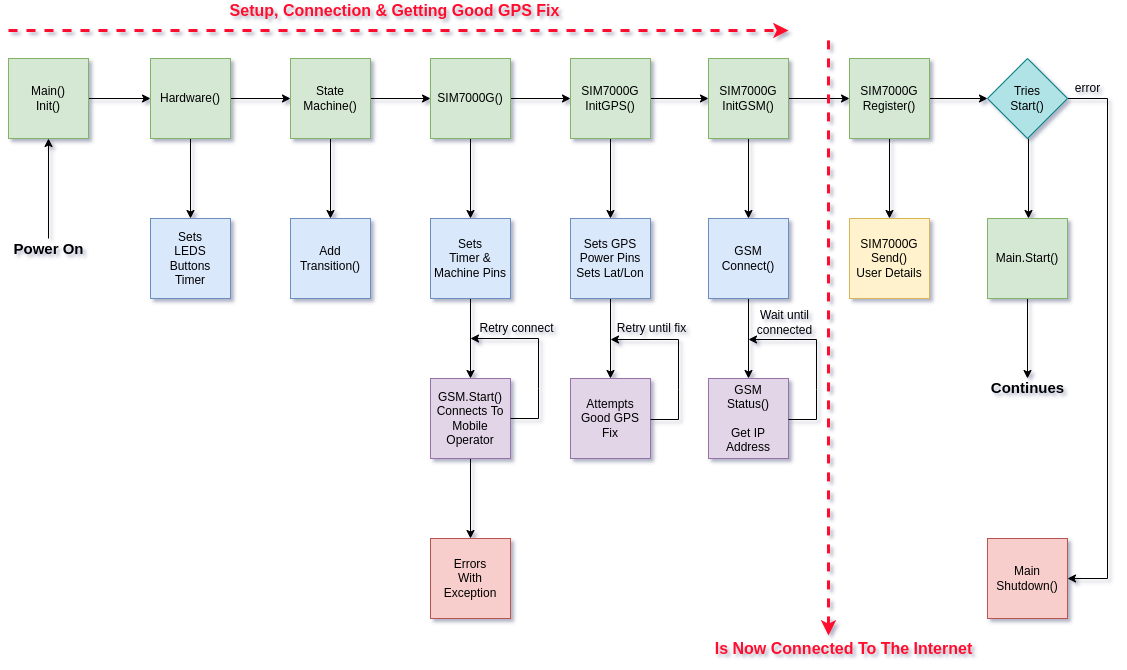 Setup, Connection & Getting Good GPS Fix
Main()
Init()
Hardware()
State
Machine()
SIM7000G()
SIM7000G
InitGPS()
SIM7000G
InitGSM()
SIM7000G
Register()
Tries
Start()
error
Power On
Sets
LEDS
Buttons
Timer
Add
Transition()
Sets
Timer &
Machine Pins
Sets GPS
Power Pins
Sets Lat/Lon
GSM
Connect()
SIM7000G
Send()
User Details
Main.Start()
Retry connect
Retry until fix
Wait until
connected
GSM.Start()
Connects To
Mobile
Operator
Attempts
Good GPS
Fix
GSM
Status()
Get IP
Address
Continues
Errors
With
Exception
Main
Shutdown()
Is Now Connected To The Internet